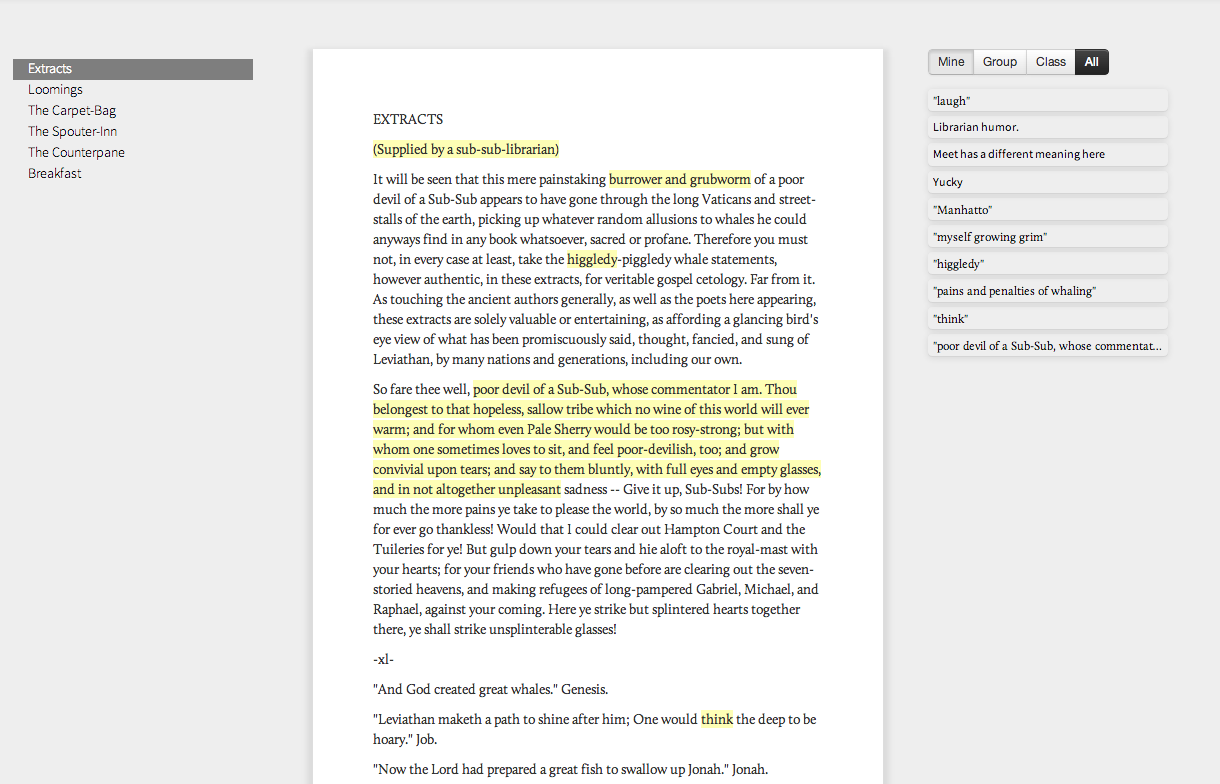 Extracts
Loomings
The Carpet-Bag
The Spouter-Inn
The Counterpane
Breakfast
EXTRACTS
(Supplied by a sub-sub-librarian)
It will be seen that this mere painstaking burrower and grubworm of a poor
devil of a Sub-Sub appears to have gone through the long Vaticans and street-
stalls of the earth, picking up whatever random allusions to whales he could
anyways find in any book whatsoever, sacred or profane. Therefore you must
not, in every case at least, take the higgledy-piggledy whale statements,
however authentic, in these extracts, for veritable gospel cetology. Far from it.
As touching the ancient authors generally, as well as the poets here appearing,
these extracts are solely valuable or entertaining, as affording a glancing bird's
eye view of what has been promiscuously said, thought, fancied, and sung of
Leviathan, by many nations and generations, including our own.
So fare thee well, poor devil of a Sub-Sub, whose commentator I am. Thou
belongest to that hopeless, sallow tribe which no wine of this world will ever
warm; and for whom even Pale Sherry would be too rosy-strong; but with
whom one sometimes loves to sit, and feel poor-devilish, too; and grow
convivial upon tears; and say to them bluntly, with full eyes and empty glasses,
and in not altogether unpleasant sadness -- Give it up, Sub-Subs! For by how
much the more pains ye take to please the world, by so much the more shall ye
for ever go thankless! Would that I could clear out Hampton Court and the
Tuileries for ye! But gulp down your tears and hie aloft to the royal-mast with
your hearts; for your friends who have gone before are clearing out the seven-
storied heavens, and making refugees of long-pampered Gabriel, Michael, and
Raphael, against your coming. Here ye strike but splintered hearts together
there, ye shall strike unsplinterable glasses!
-xl-
"And God created great whales." Genesis.
"Leviathan maketh a path to shine after him; One would think the deep to be
hoary." Job.
"Now the Lord had prepared a great fish to swallow up Jonah." Jonah.
Mine Group Class All
"laugh"
Librarian humor.
Meet has a different meaning here
Yucky
"Manhatto"
"myself growing grim"
"higgledy"
"pains and penalties of whaling"
"think"
"poor devil of a Sub-Sub, whose commentat...